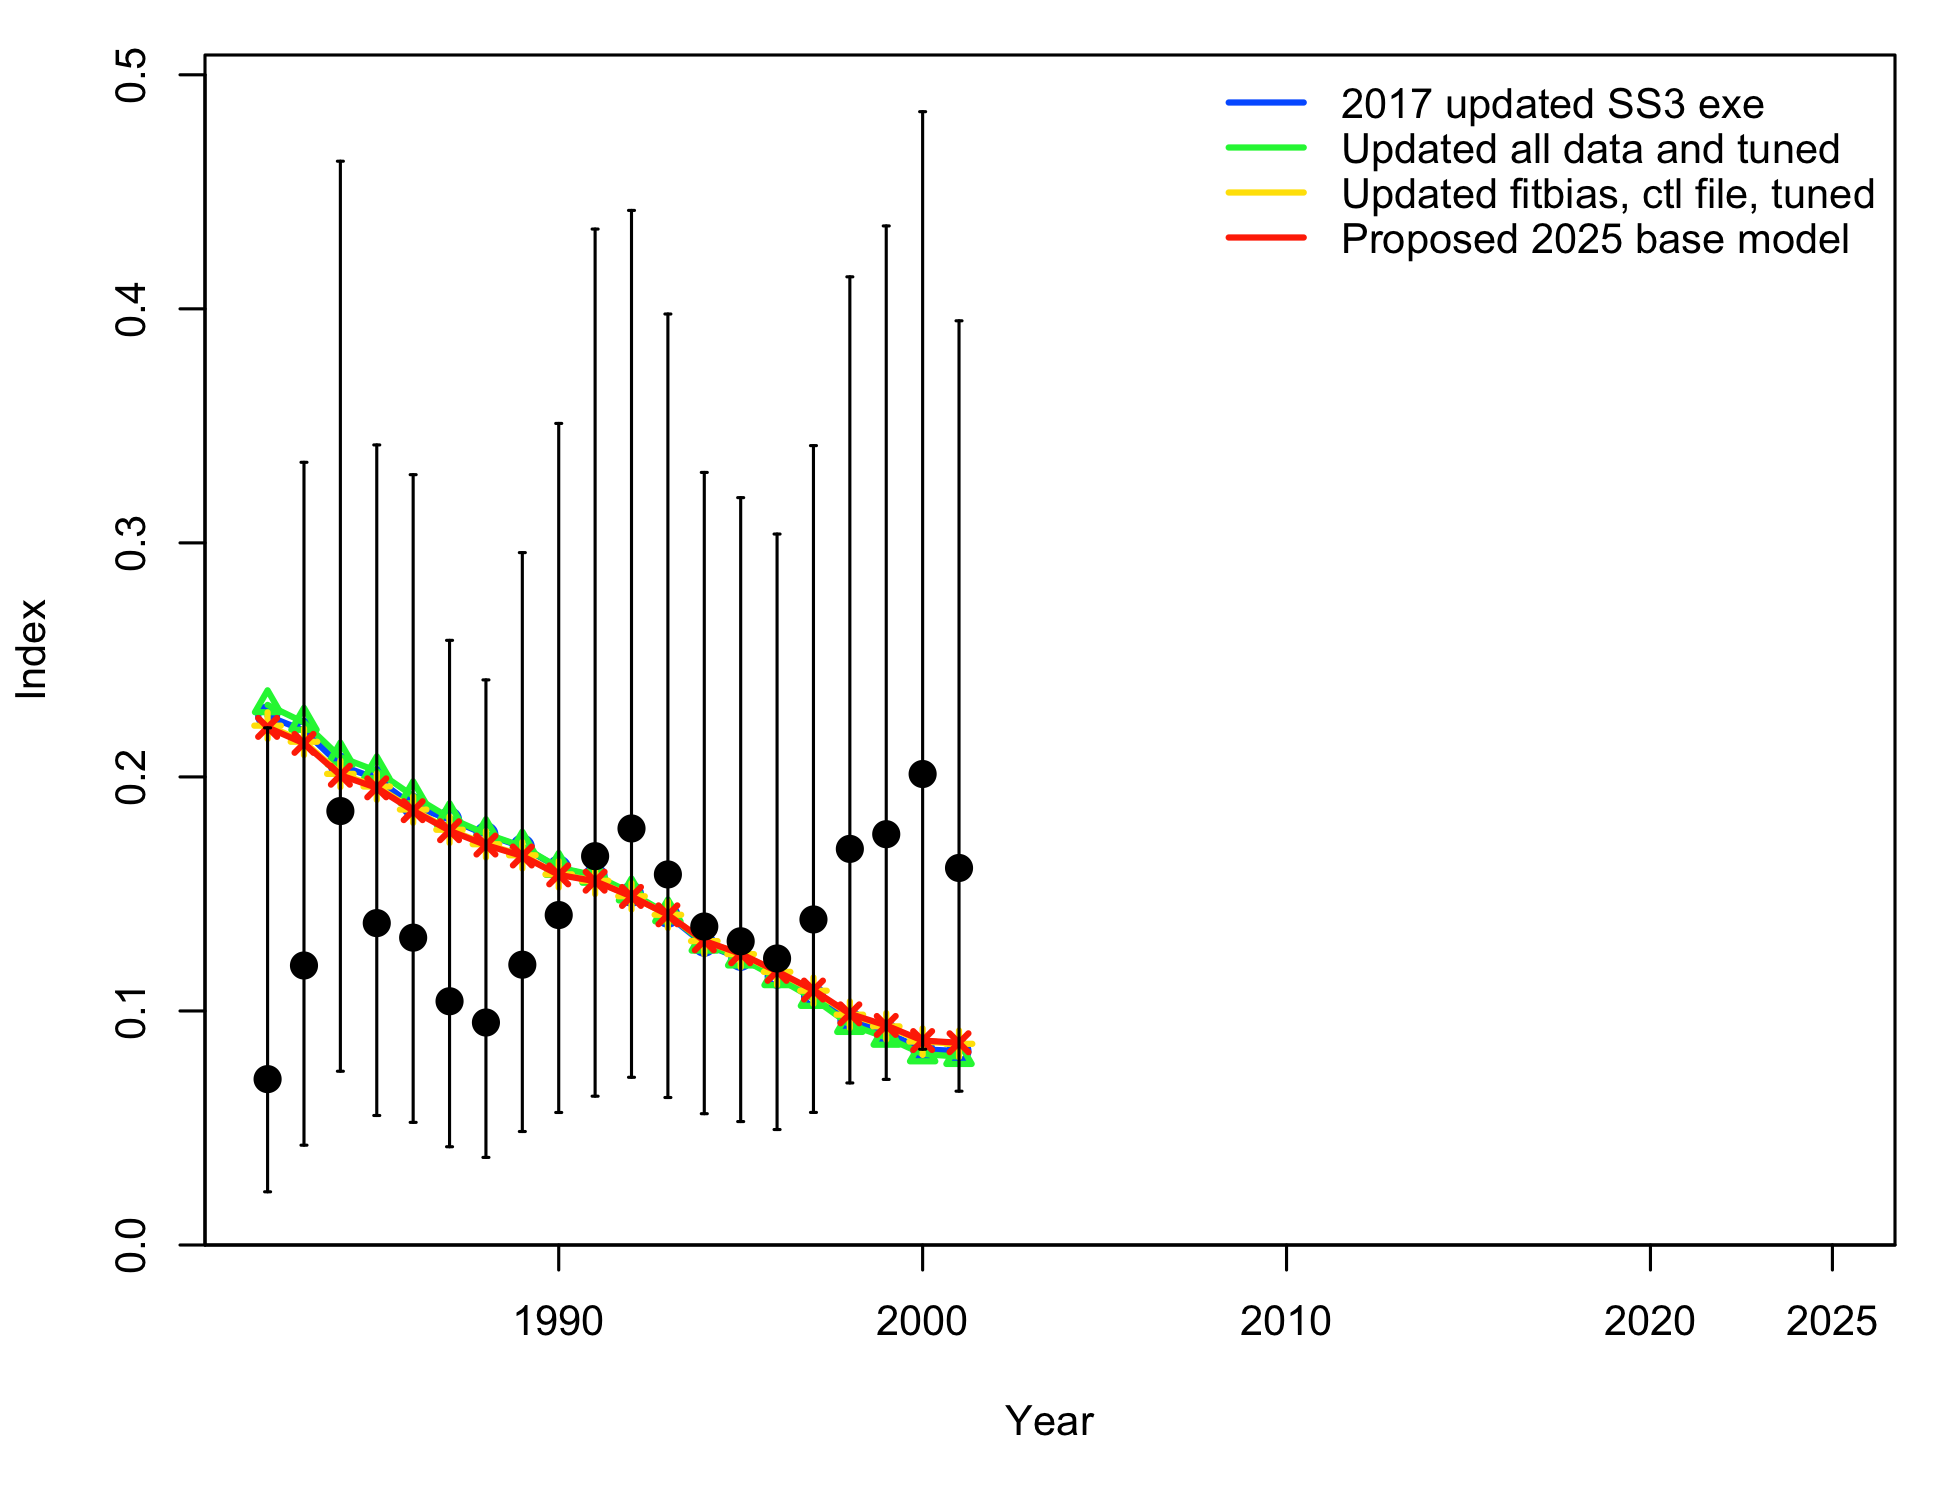 2017 updated SS3 exe
Updated all data and tuned
Updated fitbias, ctl file, tuned
Proposed 2025 base model
0.5
0.4
0.3
0.2
0.1
0.0
Index
1990 2000 2010 2020 2025
Year